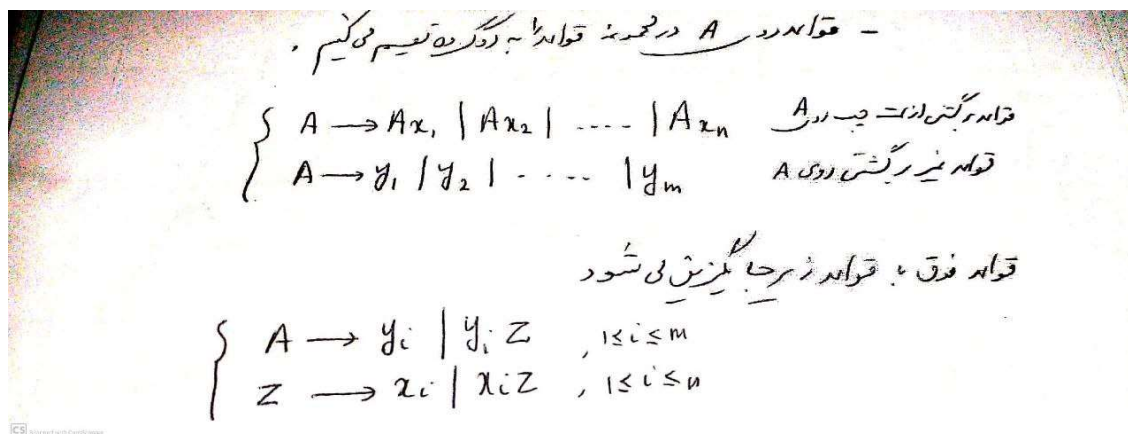 - قواعد روی A در مجموعه قواعد را به دو گروه تقسیم می کنیم .
A → Ax₁ | Ax₂ | ---- | Axₙ قواعد برگشتی از سمت چپ روی A
A → y₁ | y₂ | ----- | yₘ قواعد غیر برگشتی روی A
قواعد فوق با قواعد زیر جایگزین می شود
A → yᵢ | yᵢ Z , 1≤i≤m
Z → xᵢ | xᵢZ , 1≤i≤n
CS